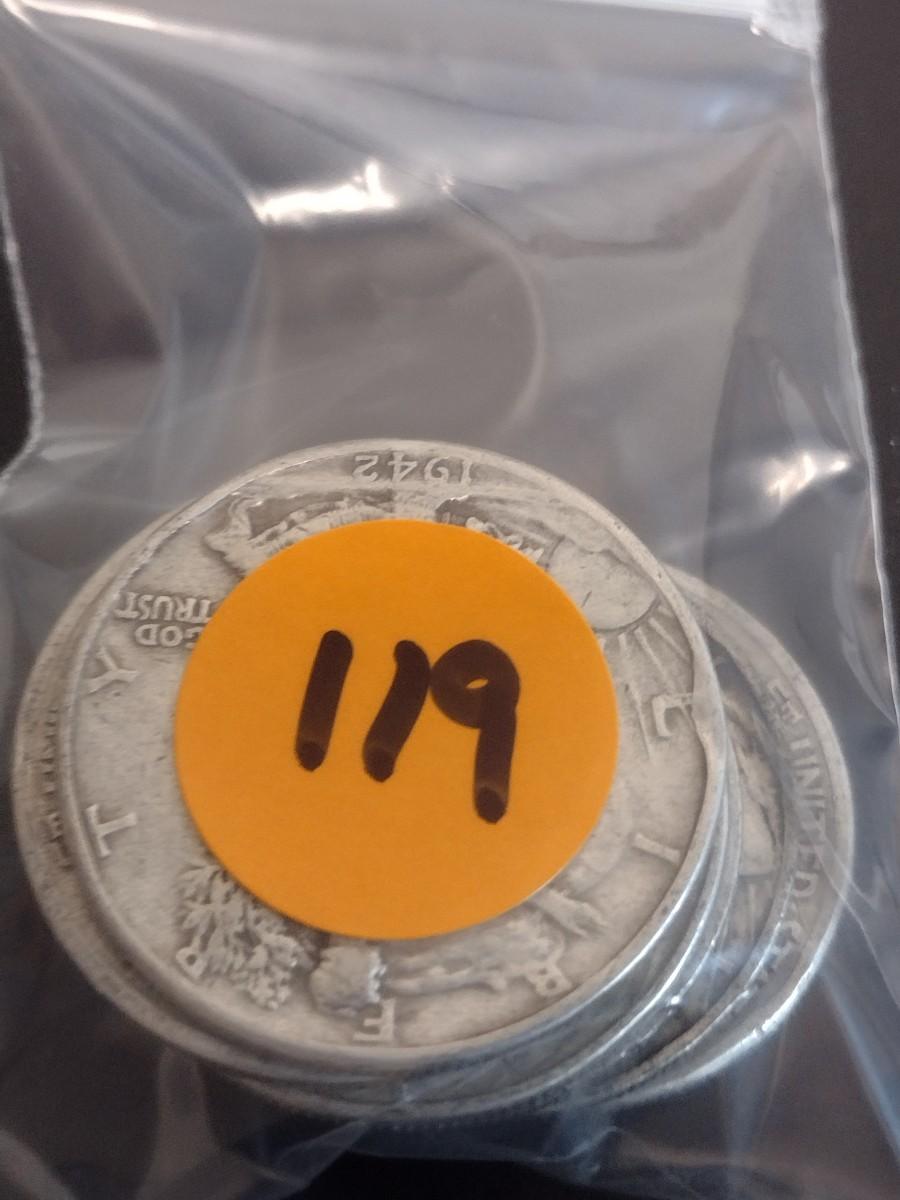 119
1942
GOD
TRUST
L I B E R T Y
UNITED